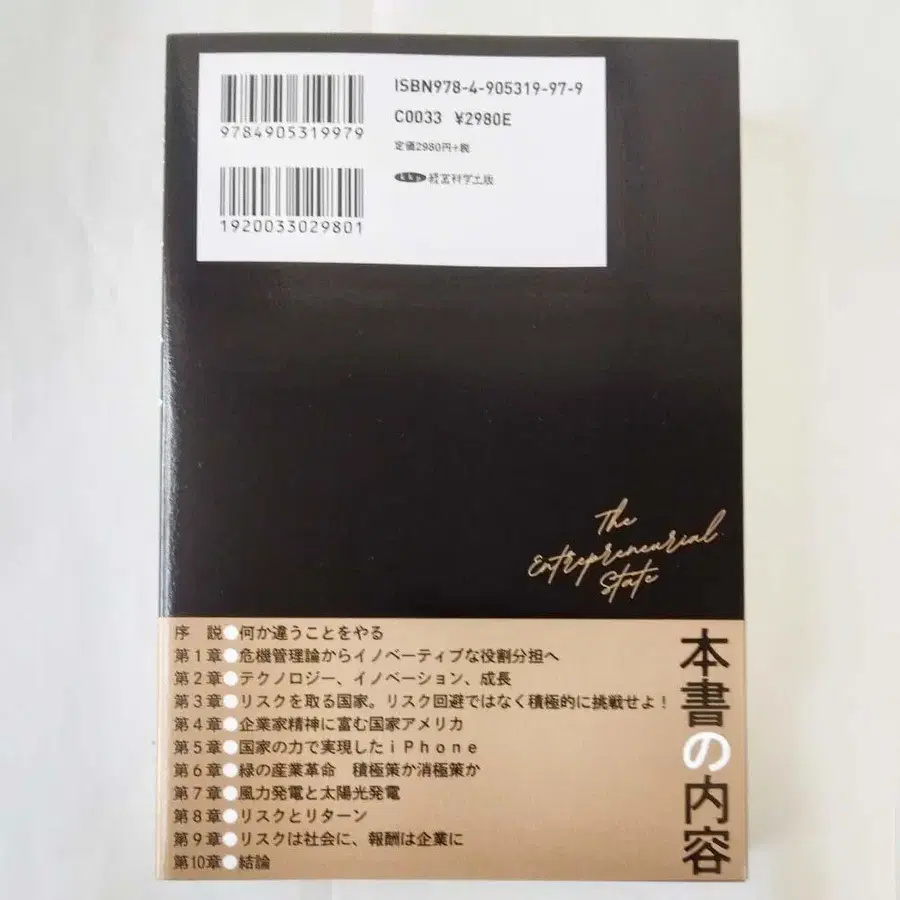 ISBN978-4-905319-97-9
C0033 ¥2980E
定価2980円+税
kkp 経営科学出版
9784905319979
1920033029801
The
Entrepreneurial
State
本書の内容
序 説●何か違うことをやる
第1章●危機管理論からイノベーティブな役割分担へ
第2章●テクノロジー、イノベーション、成長
第3章●リスクを取る国家。リスク回避ではなく積極的に挑戦せよ！
第4章●企業家精神に富む国家アメリカ
第5章●国家の力で実現したiPhone
第6章●緑の産業革命 積極策か消極策か
第7章●風力発電と太陽光発電
第8章●リスクとリターン
第9章●リスクは社会に、報酬は企業に
第10章●結論